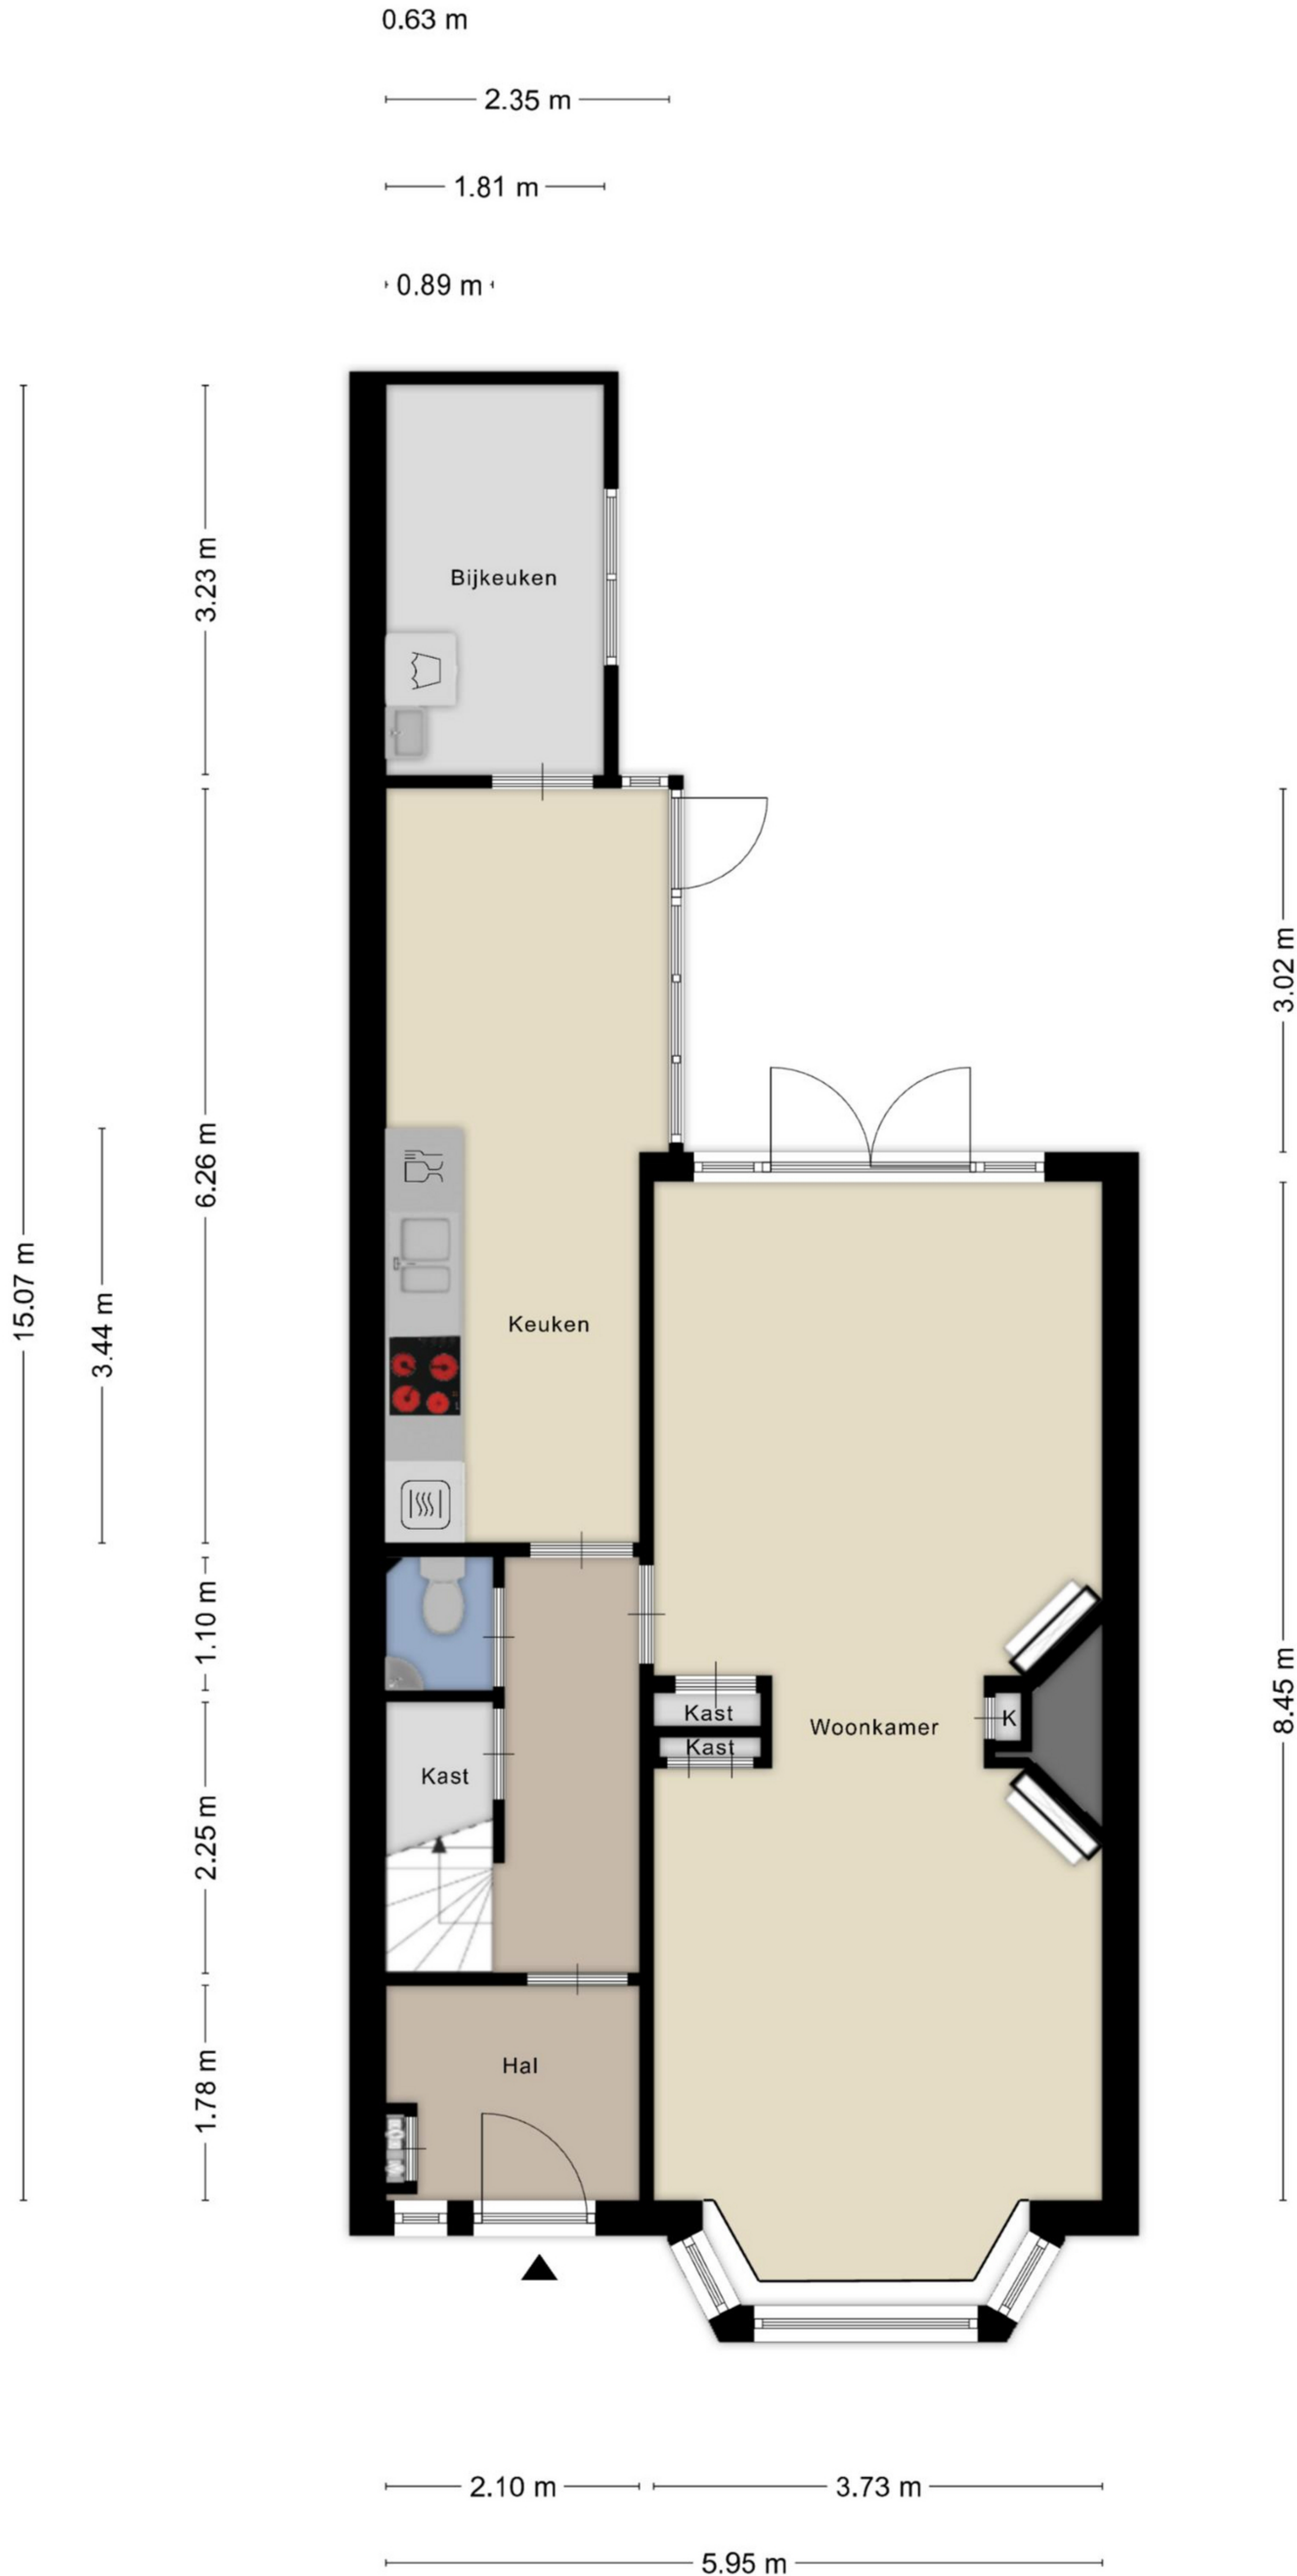 0.63 m
2.35 m
1.81 m
0.89 m
3.23 m
Bijkeuken
3.02 m
6.26 m
15.07 m
3.44 m
Keuken
1.10 m
8.45 m
Kast
K
Woonkamer
Kast
Kast
2.25 m
Hal
1.78 m
2.10 m
3.73 m
5.95 m